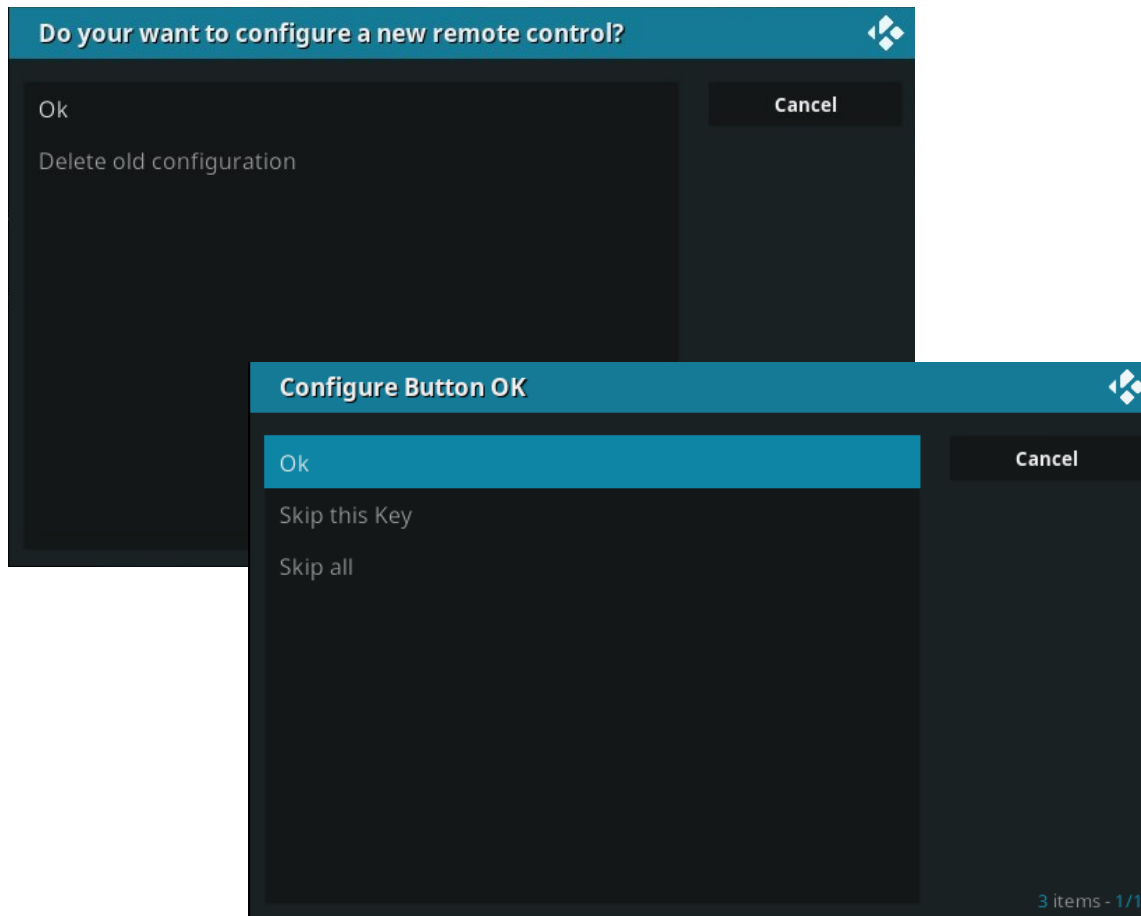 Do your want to configure a new remote control?
Ok
Cancel
Delete old configuration
Configure Button OK
Ok
Cancel
Skip this Key
Skip all
3 items - 1/1